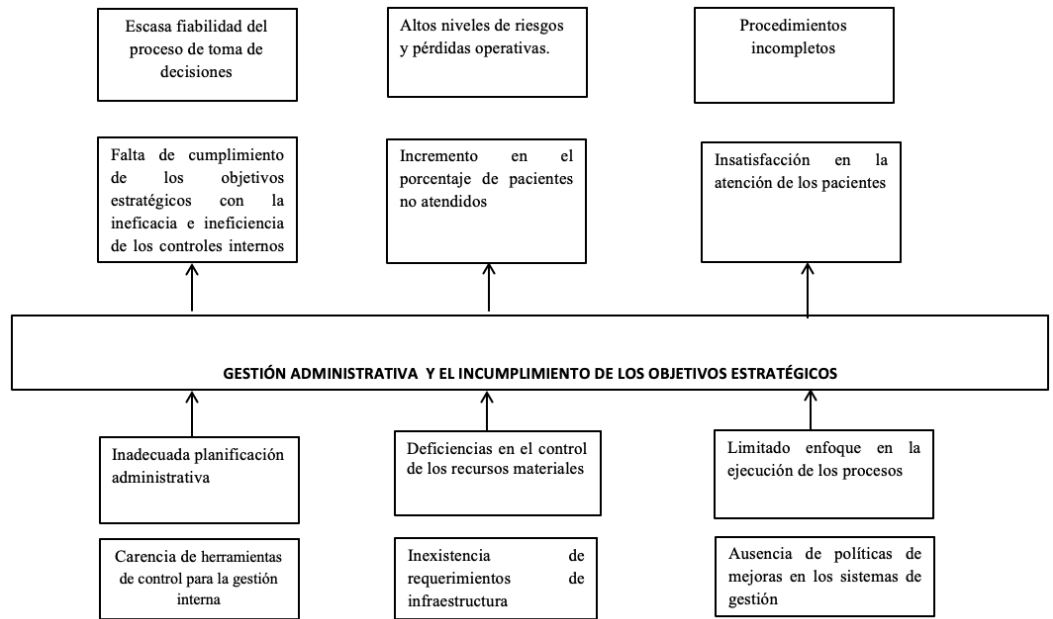 Escasa fiabilidad del
proceso de toma de
decisiones
Altos niveles de riesgos
y pérdidas operativas.
Procedimientos
incompletos
Falta de cumplimiento
de los objetivos
estratégicos con la
ineficacia e ineficiencia
de los controles internos
Incremento en el
porcentaje de pacientes
no atendidos
Insatisfacción en la
atención de los pacientes
GESTIÓN ADMINISTRATIVA Y EL INCUMPLIMIENTO DE LOS OBJETIVOS ESTRATÉGICOS
Inadecuada planificación
administrativa
Deficiencias en el control
de los recursos materiales
Limitado enfoque en la
ejecución de los procesos
Carencia de herramientas
de control para la gestión
interna
Inexistencia de
requerimientos de
infraestructura
Ausencia de políticas de
mejoras en los sistemas de
gestión